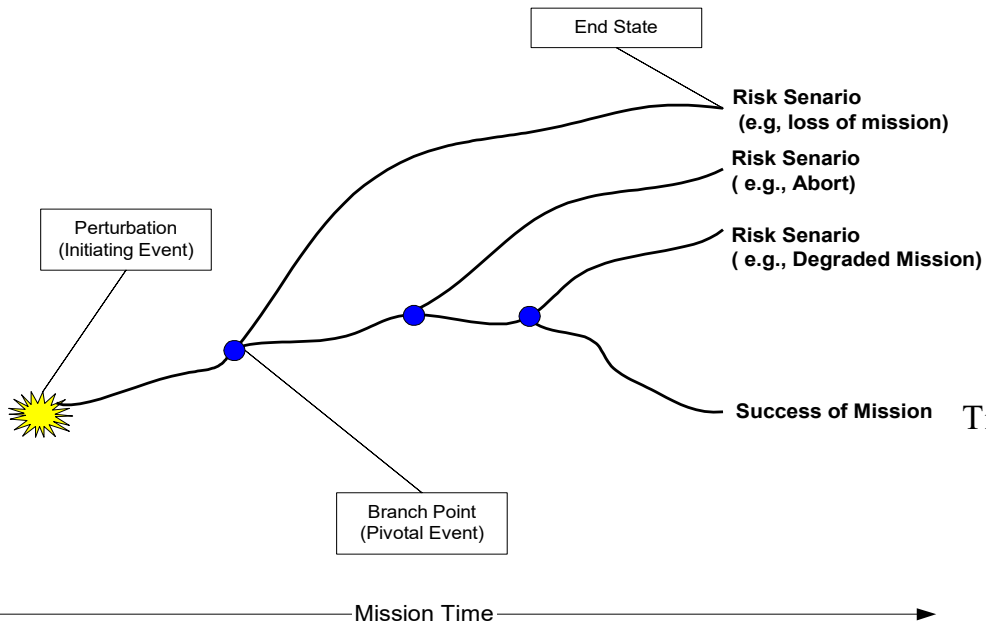 End State
Risk Senario
(e.g, loss of mission)
Risk Senario
( e.g., Abort)
Perturbation
(Initiating Event)
Risk Senario
( e.g., Degraded Mission)
Success of Mission
Branch Point
(Pivotal Event)
Mission Time